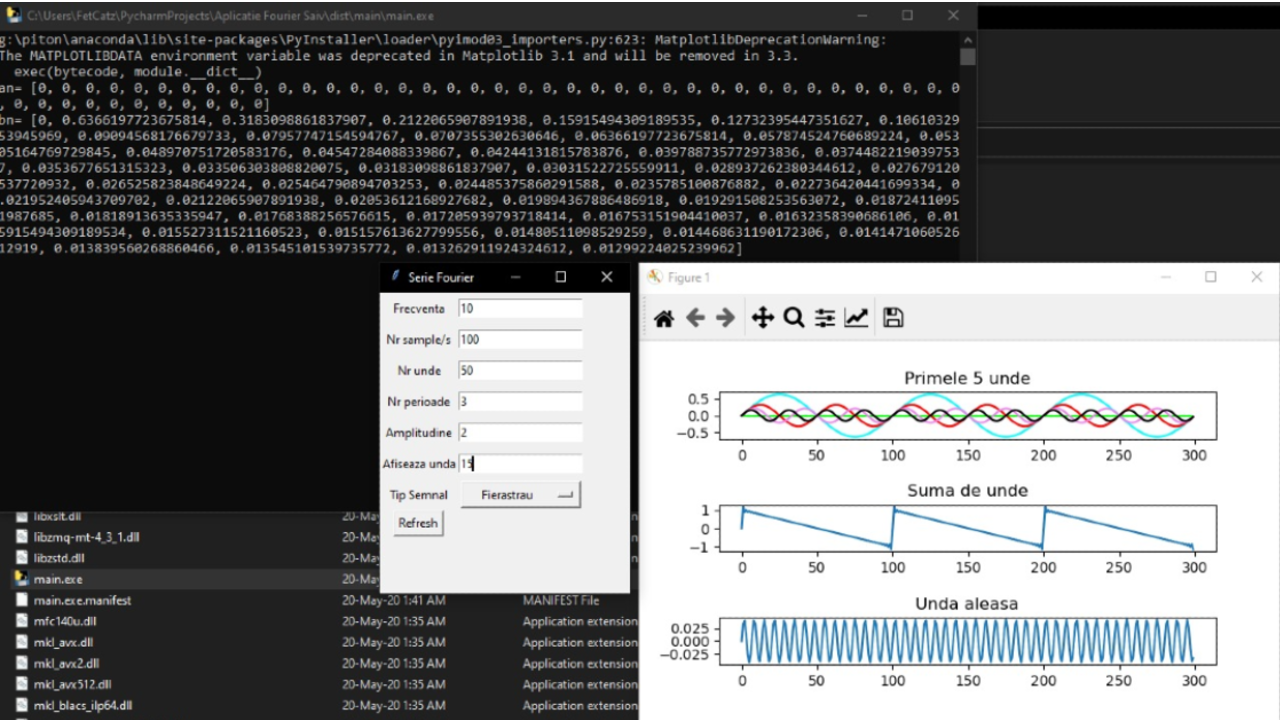 C:\Users\FetCatz\PycharmProjects\Aplicatie Fourier Saiv\dist\main\main.exe
g:\piton\anaconda\lib\site-packages\PyInstaller\loader\pyimod03_importers.py:623: MatplotlibDeprecationWarning:
The MATPLOTLIBDATA environment variable was deprecated in Matplotlib 3.1 and will be removed in 3.3.
exec(bytecode, module.__dict__)
an= [0, 0, 0, 0, 0, 0, 0, 0, 0, 0, 0, 0, 0, 0, 0, 0, 0, 0, 0, 0, 0, 0, 0, 0, 0, 0, 0, 0, 0, 0, 0, 0, 0, 0, 0, 0, 0, 0, 0
, 0, 0, 0, 0, 0, 0, 0, 0, 0, 0, 0]
bn= [0, 0.6366197723675814, 0.3183098861837907, 0.2122065907891938, 0.15915494309189535, 0.12732395447351627, 0.10610329
53945969, 0.09094568176679733, 0.07957747154594767, 0.0707355302630646, 0.06366197723675814, 0.057874524760689224, 0.053
05164769729845, 0.048970751720583176, 0.04547284088339867, 0.04244131815783876, 0.039788735772973836, 0.0374482219039753
7, 0.0353677651315323, 0.033506303808820075, 0.03183098861837907, 0.03031522725559911, 0.028937262380344612, 0.027679120
537720932, 0.026525823848649224, 0.025464790894703253, 0.024485375860291588, 0.0235785100876882, 0.022736420441699334, 0
.021952405943709702, 0.02122065907891938, 0.02053612168927682, 0.019894367886486918, 0.019291508253563072, 0.01872411095
1987685, 0.01818913635335947, 0.01768388256576615, 0.017205939793718414, 0.016753151904410037, 0.01632358390686106, 0.01
5915494309189534, 0.015527311521160523, 0.015157613627799556, 0.01480511098529259, 0.014468631190172306, 0.0141471060526
12919, 0.013839560268860466, 0.013545101539735772, 0.013262911924324612, 0.01299224025239962]
Serie Fourier
Frecventa 10
Nr sample/s 100
Nr unde 50
Nr perioade 3
Amplitudine 2
Afiseaza unda 15
Tip Semnal Fierastrau
Refresh
Figure 1
Primele 5 unde
0.5
0.0
−0.5
0 50 100 150 200 250 300
Suma de unde
1
0
−1
0 50 100 150 200 250 300
Unda aleasa
0.025
0.000
−0.025
0 50 100 150 200 250 300
libxslt.dll 20-May
libzmq-mt-4_3_1.dll 20-May
libzstd.dll 20-May
main.exe 20-May
main.exe.manifest 20-May-20 1:41 AM MANIFEST File
mfc140u.dll 20-May-20 1:35 AM Application extension
mkl_avx.dll 20-May-20 1:35 AM Application extension
mkl_avx2.dll 20-May-20 1:35 AM Application extension
mkl_avx512.dll 20-May-20 1:35 AM Application extension
mkl_blacs_ilp64.dll 20-May-20 1:35 AM Application extension